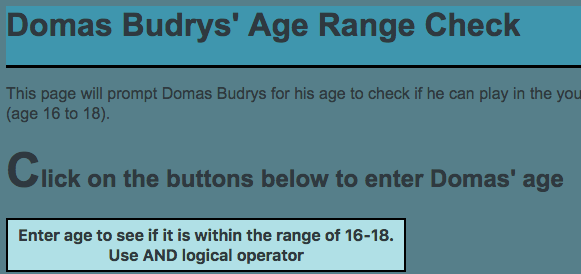 Domas Budrys' Age Range Check
This page will prompt Domas Budrys for his age to check if he can play in the
(age 16 to 18).
Click on the buttons below to enter Domas' age
Enter age to see if it is within the range of 16-18.
Use AND logical operator